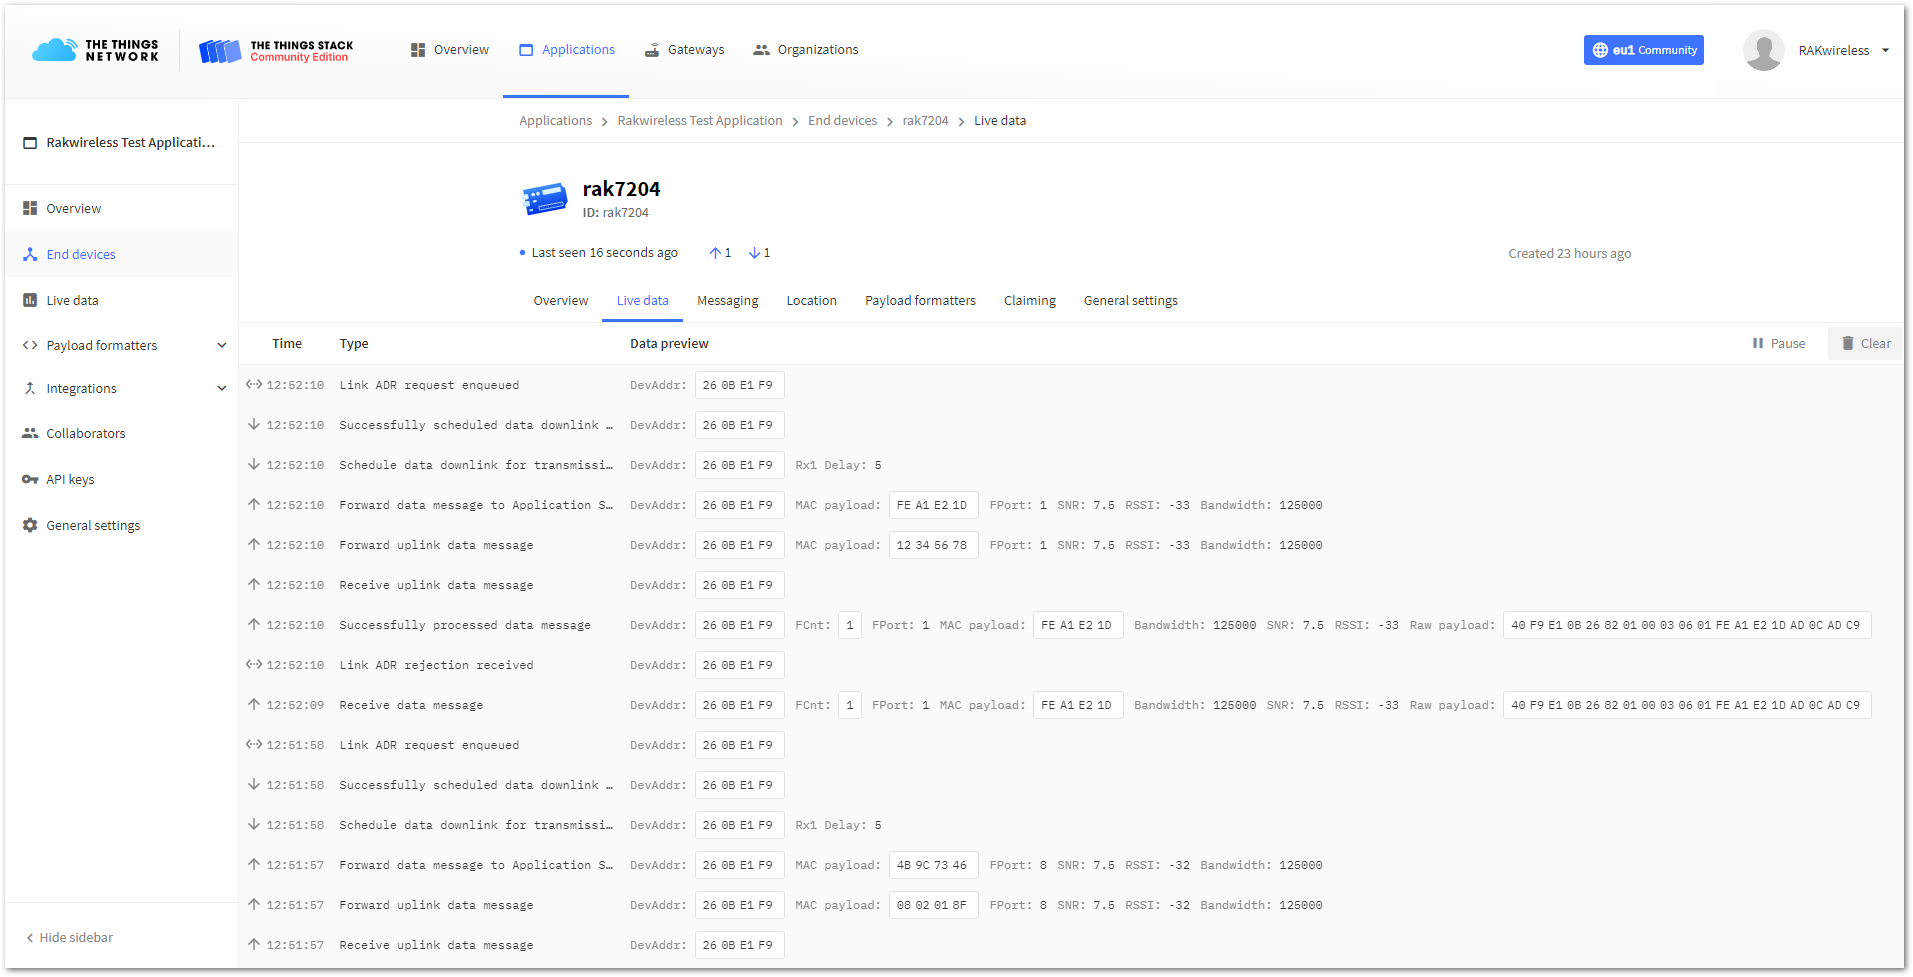 THE THINGS NETWORK
THE THINGS STACK
Community Edition
Overview Applications Gateways Organizations
eu1 Community
RAKwireless
Rakwireless Test Applicati...
Overview
End devices
Live data
Payload formatters
Integrations
Collaborators
API keys
General settings
Hide sidebar
Applications > Rakwireless Test Application > End devices > rak7204 > Live data
rak7204
ID: rak7204
Last seen 16 seconds ago ↑1 ↓1 Created 23 hours ago
Overview Live data Messaging Location Payload formatters Claiming General settings
Time Type Data preview Pause Clear
12:52:10 Link ADR request enqueued DevAddr: 26 0B E1 F9
↓ 12:52:10 Successfully scheduled data downlink … DevAddr: 26 0B E1 F9
↓ 12:52:10 Schedule data downlink for transmissi… DevAddr: 26 0B E1 F9 Rx1 Delay: 5
↑ 12:52:10 Forward data message to Application S… DevAddr: 26 0B E1 F9 MAC payload: FE A1 E2 1D FPort: 1 SNR: 7.5 RSSI: -33 Bandwidth: 125000
↑ 12:52:10 Forward uplink data message DevAddr: 26 0B E1 F9 MAC payload: 12 34 56 78 FPort: 1 SNR: 7.5 RSSI: -33 Bandwidth: 125000
↑ 12:52:10 Receive uplink data message DevAddr: 26 0B E1 F9
↑ 12:52:10 Successfully processed data message DevAddr: 26 0B E1 F9 FCnt: 1 FPort: 1 MAC payload: FE A1 E2 1D Bandwidth: 125000 SNR: 7.5 RSSI: -33 Raw payload: 40 F9 E1 0B 26 82 01 00 03 06 01 FE A1 E2 1D AD 0C AD C9
12:52:10 Link ADR rejection received DevAddr: 26 0B E1 F9
↑ 12:52:09 Receive data message DevAddr: 26 0B E1 F9 FCnt: 1 FPort: 1 MAC payload: FE A1 E2 1D Bandwidth: 125000 SNR: 7.5 RSSI: -33 Raw payload: 40 F9 E1 0B 26 82 01 00 03 06 01 FE A1 E2 1D AD 0C AD C9
12:51:58 Link ADR request enqueued DevAddr: 26 0B E1 F9
↓ 12:51:58 Successfully scheduled data downlink … DevAddr: 26 0B E1 F9
↓ 12:51:58 Schedule data downlink for transmissi… DevAddr: 26 0B E1 F9 Rx1 Delay: 5
↑ 12:51:57 Forward data message to Application S… DevAddr: 26 0B E1 F9 MAC payload: 4B 9C 73 46 FPort: 8 SNR: 7.5 RSSI: -32 Bandwidth: 125000
↑ 12:51:57 Forward uplink data message DevAddr: 26 0B E1 F9 MAC payload: 08 02 01 8F FPort: 8 SNR: 7.5 RSSI: -32 Bandwidth: 125000
↑ 12:51:57 Receive uplink data message DevAddr: 26 0B E1 F9